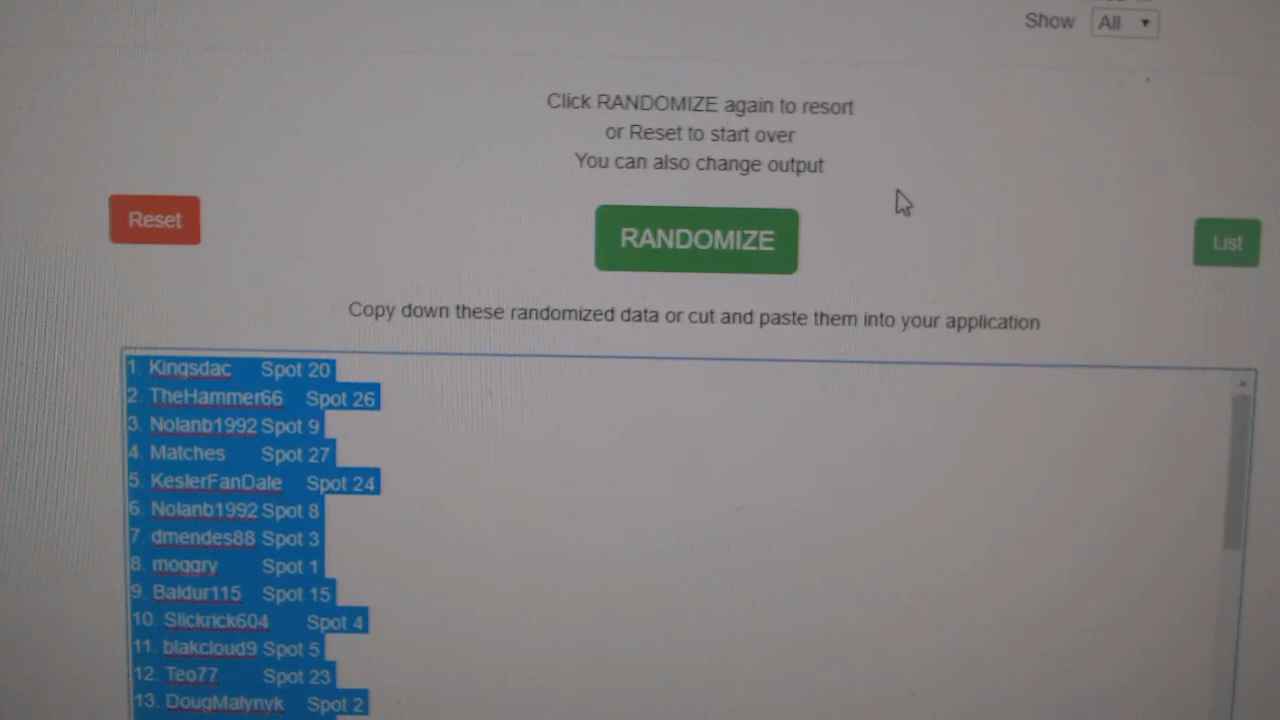 Show All
Click RANDOMIZE again to resort
or Reset to start over
You can also change output
Reset
RANDOMIZE
List
Copy down these randomized data or cut and paste them into your application
1. Kingsdac Spot 20
2. TheHammer66 Spot 26
3. Nolanb1992 Spot 9
4. Matches Spot 27
5. KeslerFanDale Spot 24
6. Nolanb1992 Spot 8
7. dmendes88 Spot 3
8. moggry Spot 1
9. Baldur115 Spot 15
10. Slickrick604 Spot 4
11. blakcloud9 Spot 5
12. Teo77 Spot 23
13. DougMalynyk Spot 2